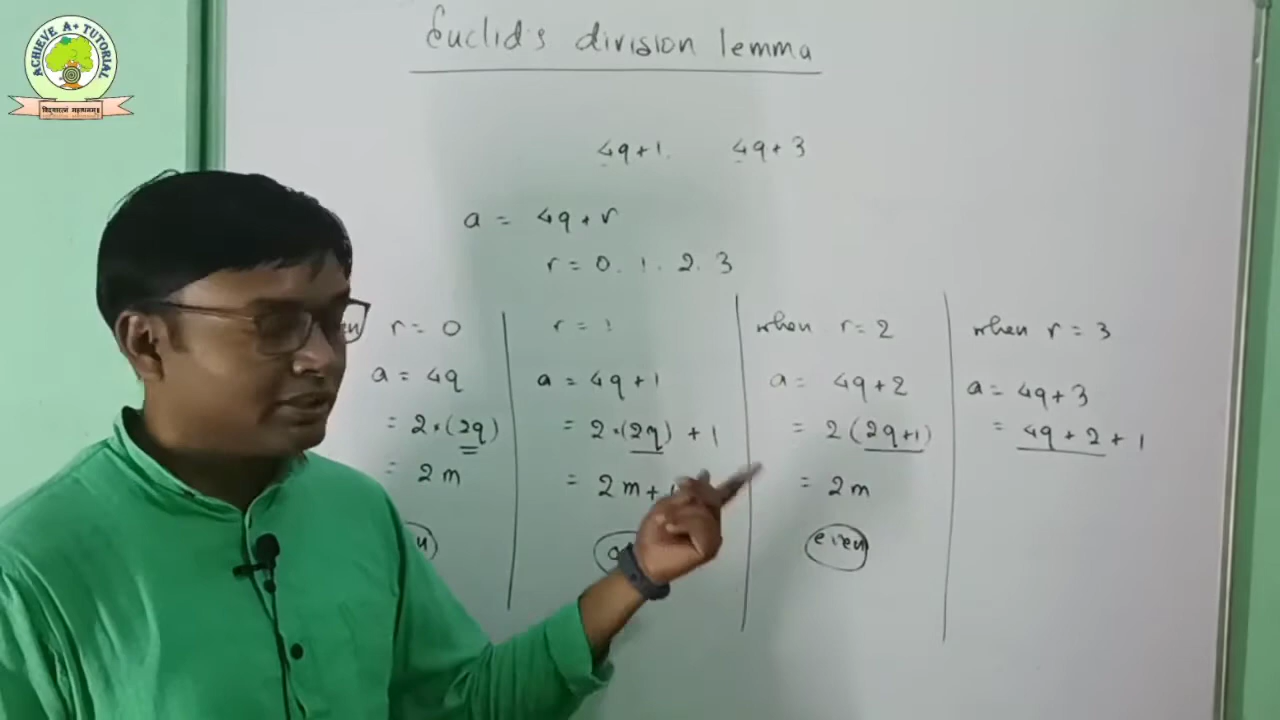 ACHIEVE A+ TUTORIAL
Euclid's division lemma
4q+1. 4q+3
a = 4q+r
r = 0. 1. 2. 3
r = 0
a = 4q
= 2.(2q)
= 2m
r = 1
a = 4q+1
= 2.(2q) + 1
= 2m+1
when r=2
a = 4q+2
= 2(2q+1)
= 2m
even
when r = 3
a = 4q+3
= 4q+2+1